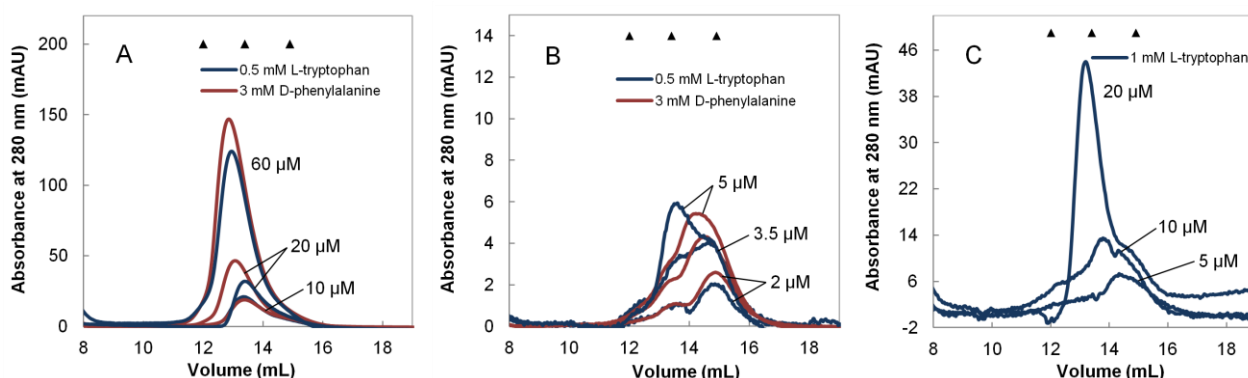 A
0.5 mM L-tryptophan
3 mM D-phenylalanine
60 µM
20 µM
10 µM
Absorbance at 280 nm (mAU)
200
150
100
50
0
8 10 12 14 16 18
Volume (mL)
B
0.5 mM L-tryptophan
3 mM D-phenylalanine
5 µM
3.5 µM
2 µM
Absorbance at 280 nm (mAU)
14
12
10
8
6
4
2
0
8 10 12 14 16 18
Volume (mL)
C
1 mM L-tryptophan
20 µM
10 µM
5 µM
Absorbance at 280 nm (mAU)
46
38
30
22
14
6
-2
8 10 12 14 16 18
Volume (mL)